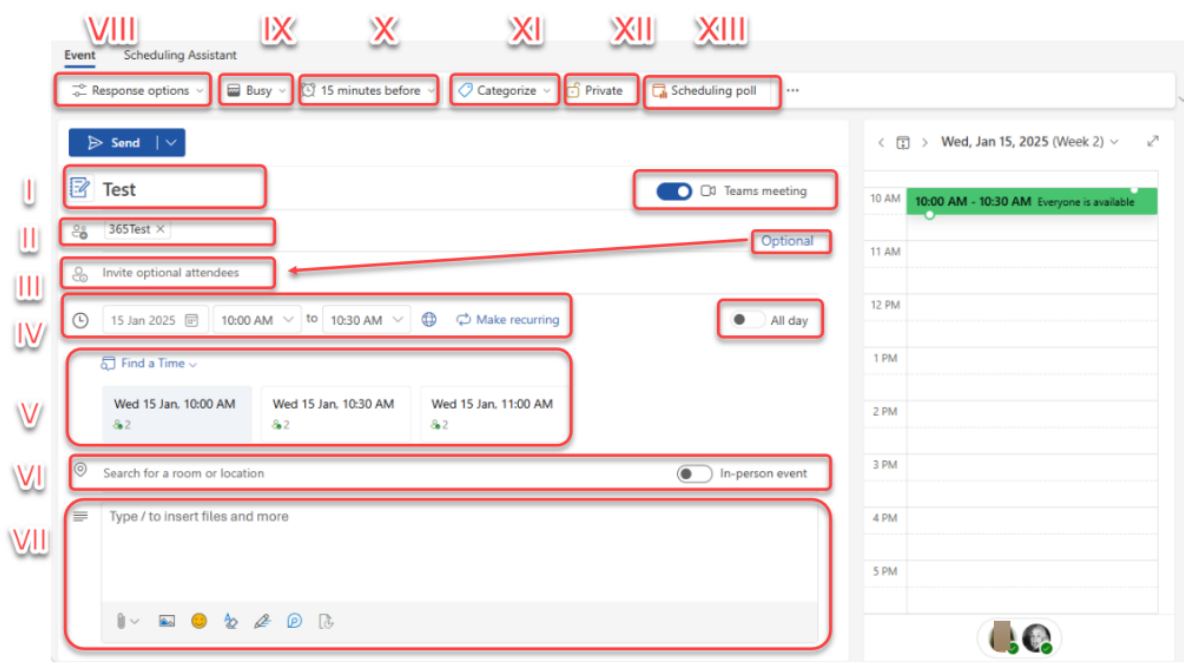 VIII IX X XI XII XIII
Event Scheduling Assistant
Response options Busy 15 minutes before Categorize Private Scheduling poll ...
Send
Wed, Jan 15, 2025 (Week 2)
I Test Teams meeting
II 365Test ×
Optional
III Invite optional attendees
IV 15 Jan 2025 10:00 AM to 10:30 AM Make recurring All day
V Find a Time
Wed 15 Jan, 10:00 AM Wed 15 Jan, 10:30 AM Wed 15 Jan, 11:00 AM
2 2 2
VI Search for a room or location In-person event
VII Type / to insert files and more
10 AM 10:00 AM - 10:30 AM Everyone is available
11 AM
12 PM
1 PM
2 PM
3 PM
4 PM
5 PM